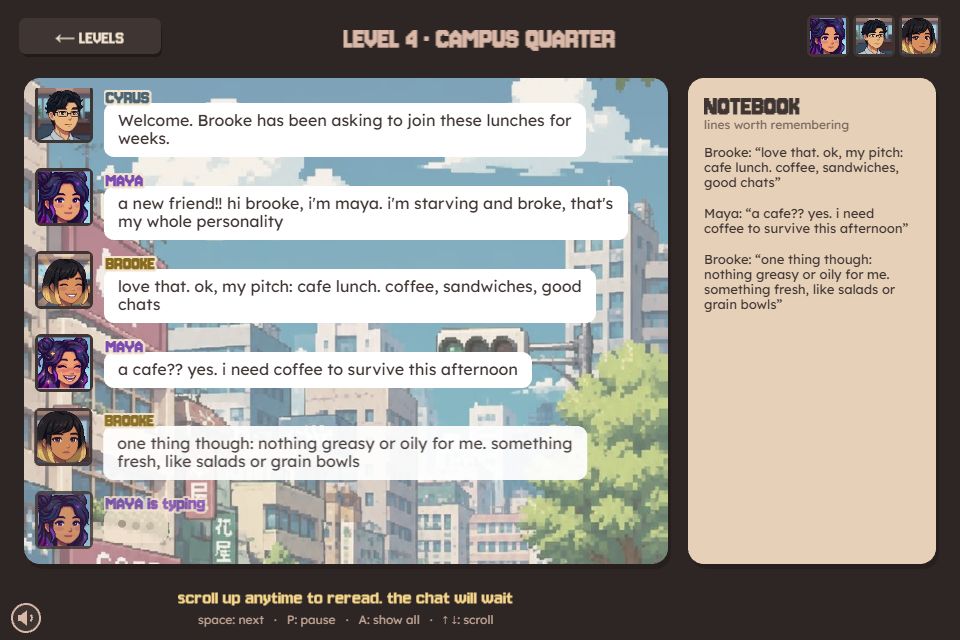 ← LEVELS
LEVEL 4 · CAMPUS QUARTER
CYRUS
Welcome. Brooke has been asking to join these lunches for
weeks.
MAYA
a new friend!! hi brooke, i'm maya. i'm starving and broke, that's
my whole personality
BROOKE
love that. ok, my pitch: cafe lunch. coffee, sandwiches, good
chats
MAYA
a cafe?? yes. i need coffee to survive this afternoon
BROOKE
one thing though: nothing greasy or oily for me. something
fresh, like salads or grain bowls
MAYA is typing
花
屋
NOTEBOOK
lines worth remembering
Brooke: “love that. ok, my pitch:
cafe lunch. coffee, sandwiches,
good chats”
Maya: “a cafe?? yes. i need
coffee to survive this afternoon”
Brooke: “one thing though:
nothing greasy or oily for me.
something fresh, like salads or
grain bowls”
scroll up anytime to reread. the chat will wait
space: next · P: pause · A: show all · ↑↓: scroll